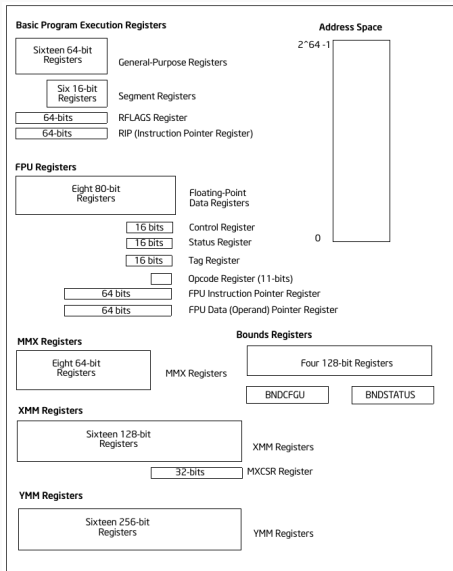 Basic Program Execution Registers
Address Space
2^64 -1
Sixteen 64-bit
Registers
General-Purpose Registers
Six 16-bit
Registers
Segment Registers
64-bits
RFLAGS Register
64-bits
RIP (Instruction Pointer Register)
FPU Registers
Eight 80-bit
Registers
Floating-Point
Data Registers
0
16 bits
Control Register
16 bits
Status Register
16 bits
Tag Register
Opcode Register (11-bits)
64 bits
FPU Instruction Pointer Register
64 bits
FPU Data (Operand) Pointer Register
MMX Registers
Eight 64-bit
Registers
MMX Registers
Bounds Registers
Four 128-bit Registers
BNDCFGU
BNDSTATUS
XMM Registers
Sixteen 128-bit
Registers
XMM Registers
32-bits
MXCSR Register
YMM Registers
Sixteen 256-bit
Registers
YMM Registers